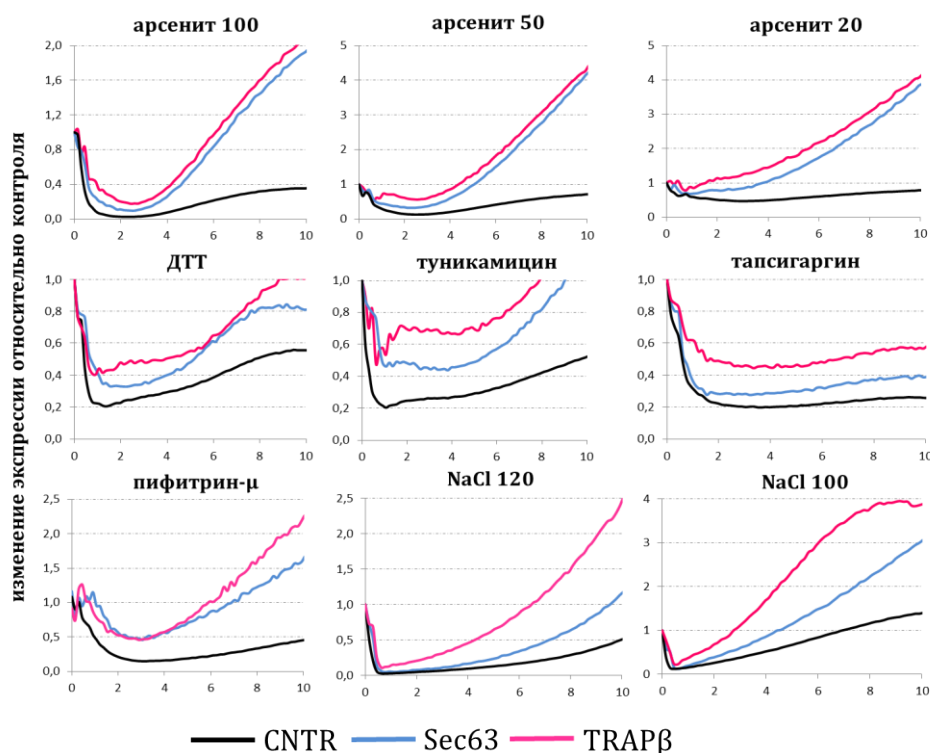 изменение экспрессии относительно контроля
арсенит 100
2,0
1,6
1,2
0,8
0,4
0,0
0 2 4 6 8 10
арсенит 50
5
4
3
2
1
0
0 2 4 6 8 10
арсенит 20
5
4
3
2
1
0
0 2 4 6 8 10
ДТТ
1,0
0,8
0,6
0,4
0,2
0,0
0 2 4 6 8 10
туникамицин
1,0
0,8
0,6
0,4
0,2
0,0
0 2 4 6 8 10
тапсигаргин
1,0
0,8
0,6
0,4
0,2
0,0
0 2 4 6 8 10
пифитрин-μ
2,5
2,0
1,5
1,0
0,5
0,0
0 2 4 6 8 10
NaCl 120
2,5
2,0
1,5
1,0
0,5
0,0
0 2 4 6 8 10
NaCl 100
4
3
2
1
0
0 2 4 6 8 10
CNTR Sec63 TRAPβ